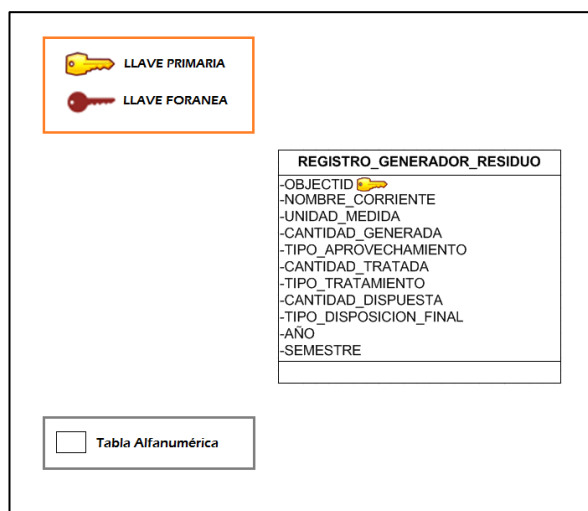 LLAVE PRIMARIA
LLAVE FORANEA
REGISTRO_GENERADOR_RESIDUO
-OBJECTID
-NOMBRE_CORRIENTE
-UNIDAD_MEDIDA
-CANTIDAD_GENERADA
-TIPO_APROVECHAMIENTO
-CANTIDAD_TRATADA
-TIPO_TRATAMIENTO
-CANTIDAD_DISPUESTA
-TIPO_DISPOSICION_FINAL
-AÑO
-SEMESTRE
Tabla Alfanumérica